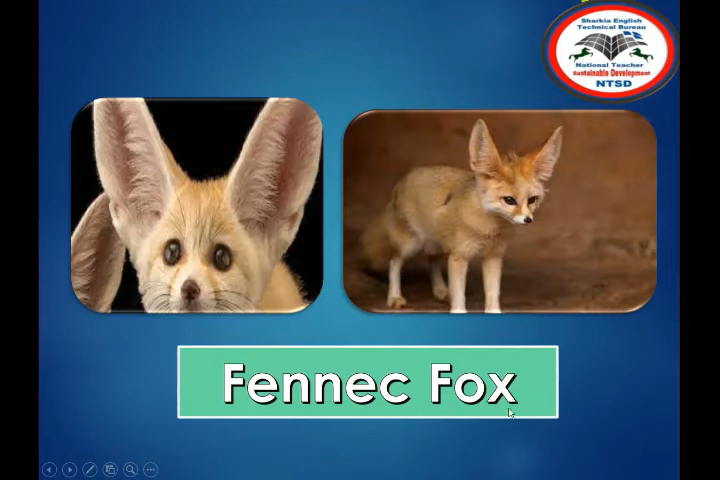 Sharkia English
Technical Bureau
National Teacher
Sustainable Development
NTSD
Fennec Fox